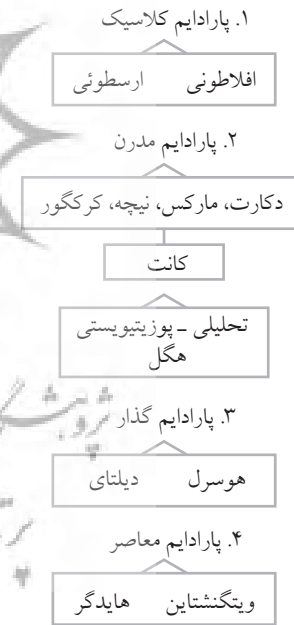 ۱. پارادایم کلاسیک
افلاطونی ارسطوئی
۲. پارادایم مدرن
دکارت، مارکس، نیچه، کرکگور
کانت
تحلیلی ـ پوزیتیویستی
هگل
۳. پارادایم گذار
هوسرل دیلتای
۴. پارادایم معاصر
ویتگنشتاین هایدگر